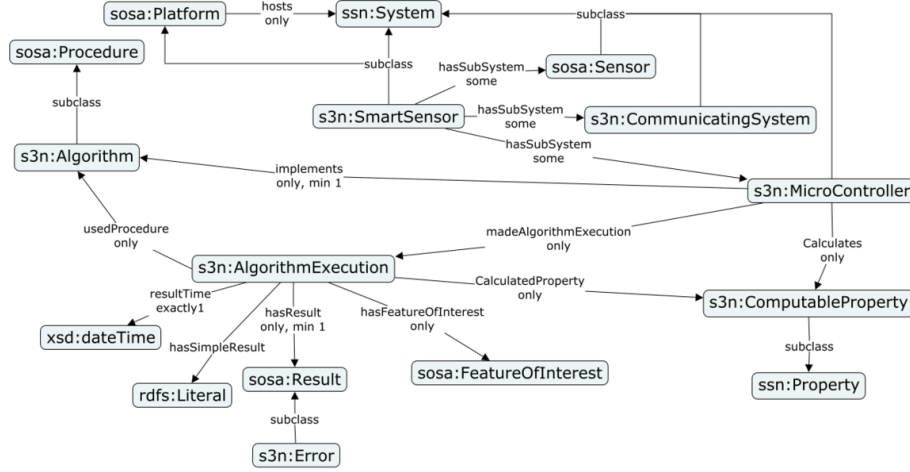 sosa:Platform
hosts
only
ssn:System
subclass
sosa:Procedure
subclass
hasSubSystem
some
sosa:Sensor
subclass
s3n:SmartSensor
hasSubSystem
some
s3n:CommunicatingSystem
hasSubSystem
some
s3n:Algorithm
implements
only, min 1
s3n:MicroController
usedProcedure
only
madeAlgorithmExecution
only
Calculates
only
s3n:AlgorithmExecution
CalculatedProperty
only
s3n:ComputableProperty
resultTime
exactly1
hasResult
only, min 1
hasFeatureOfInterest
only
xsd:dateTime
hasSimpleResult
subclass
sosa:Result
sosa:FeatureOfInterest
ssn:Property
rdfs:Literal
subclass
s3n:Error